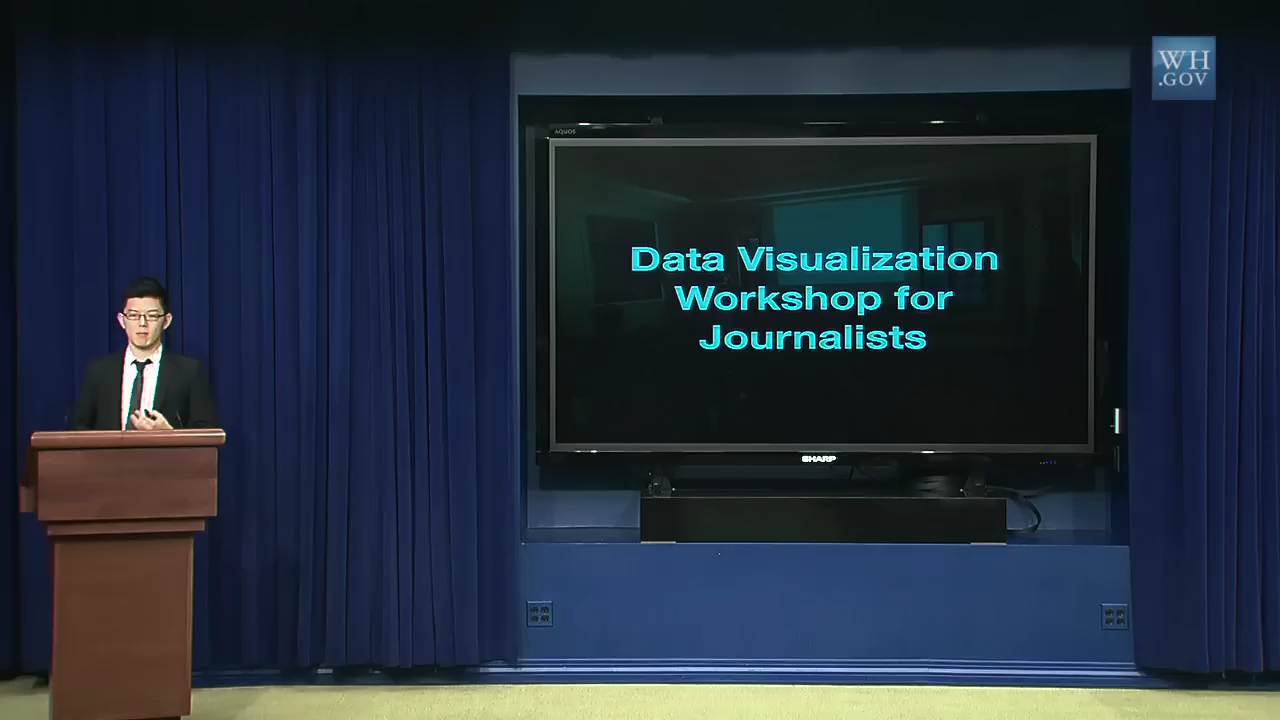 WH
.GOV
AQUOS
Data Visualization
Workshop for
Journalists
SHARP